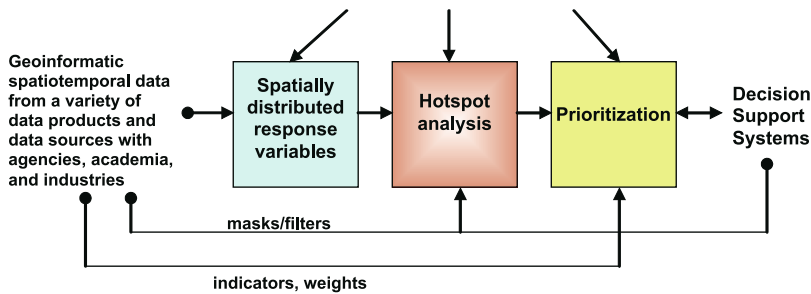 Geoinformatic
spatiotemporal data
from a variety of
data products and
data sources with
agencies, academia,
and industries
Spatially
distributed
response
variables
Hotspot
analysis
Prioritization
Decision
Support
Systems
masks/filters
indicators, weights